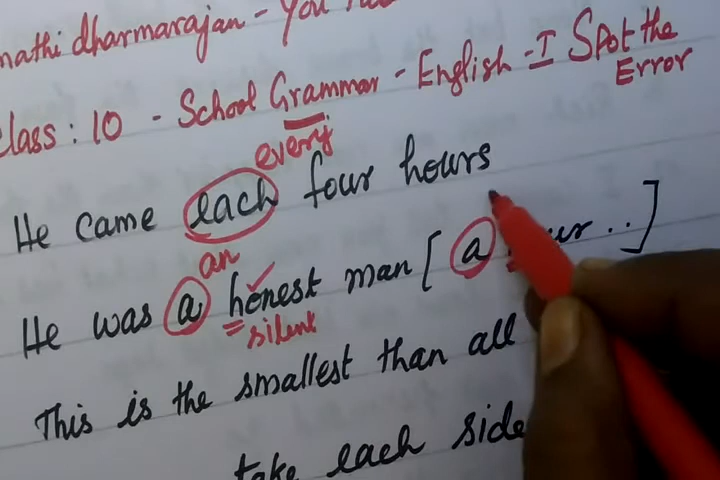 dharmarajan - You
Class : 10 - School Grammar - English - I Spot the Error
every
He came each four hours
an
He was a honest man [ a ..]
silent
This is the smallest than all
take each side